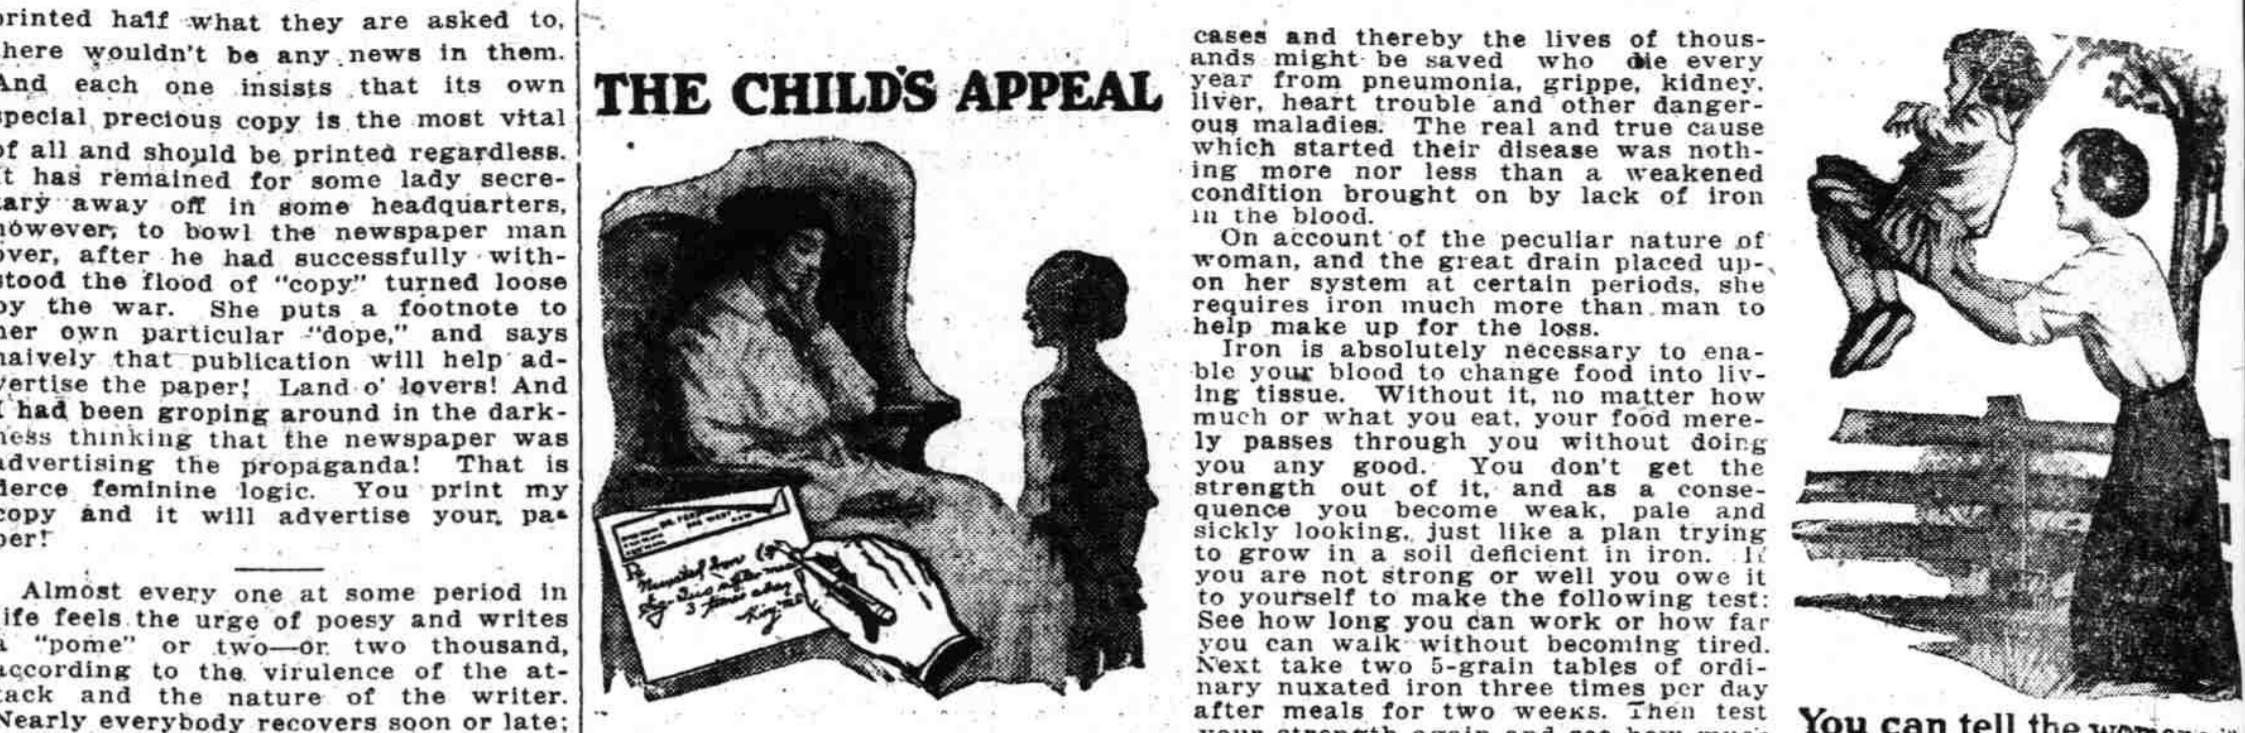 printed half what they are asked to,
there wouldn't be any news in them.
And each one insists that its own
special precious copy is the most vital
of all and should be printed regardless.
It has remained for some lady secre-
tary away off in some headquarters,
however, to bowl the newspaper man
over, after he had successfully with-
stood the flood of "copy" turned loose
by the war. She puts a footnote to
her own particular "dope," and says
naively that publication will help ad-
vertise the paper! Land o' lovers! And
I had been groping around in the dark-
ness thinking that the newspaper was
advertising the propaganda! That is
fierce feminine logic. You print my
copy and it will advertise your pa-
per!
Almost every one at some period in
life feels the urge of poesy and writes
a "pome" or two—or two thousand,
according to the virulence of the at-
tack and the nature of the writer.
Nearly everybody recovers soon or late;
THE CHILD'S APPEAL
Nuxated Iron
3 times a day
King MD
cases and thereby the lives of thous-
ands might be saved who die every
year from pneumonia, grippe, kidney,
liver, heart trouble and other danger-
ous maladies. The real and true cause
which started their disease was noth-
ing more nor less than a weakened
condition brought on by lack of iron
in the blood.
On account of the peculiar nature of
woman, and the great drain placed up-
on her system at certain periods, she
requires iron much more than man to
help make up for the loss.
Iron is absolutely necessary to ena-
ble your blood to change food into liv-
ing tissue. Without it, no matter how
much or what you eat, your food mere-
ly passes through you without doing
you any good. You don't get the
strength out of it, and as a conse-
quence you become weak, pale and
sickly looking, just like a plan trying
to grow in a soil deficient in iron. If
you are not strong or well you owe it
to yourself to make the following test:
See how long you can work or how far
you can walk without becoming tired.
Next take two 5-grain tables of ordi-
nary nuxated iron three times per day
after meals for two weeks. Then test
your strength again and see how much
You can tell the women